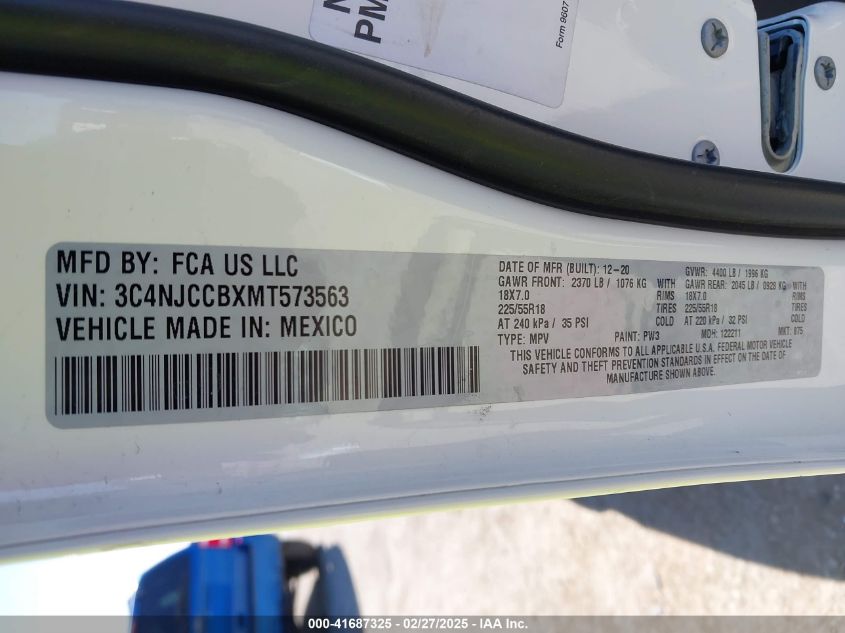 N
PM
Form 9607
MFD BY: FCA US LLC
VIN: 3C4NJCCBXMT573563
VEHICLE MADE IN: MEXICO
DATE OF MFR (BUILT): 12-20 GVWR: 4400 LB / 1996 KG
GAWR FRONT: 2370 LB / 1076 KG WITH GAWR REAR: 2045 LB / 0928 KG WITH
18X7.0 RIMS 18X7.0 RIMS
225/55R18 TIRES 225/55R18 TIRES
AT 240 kPa / 35 PSI COLD AT 220 kPa / 32 PSI COLD
TYPE: MPV PAINT: PW3 MDH: 122211 MKT: 875
THIS VEHICLE CONFORMS TO ALL APPLICABLE U.S.A. FEDERAL MOTOR VEHICLE
SAFETY AND THEFT PREVENTION STANDARDS IN EFFECT ON THE DATE OF
MANUFACTURE SHOWN ABOVE.
000-41687325 - 02/27/2025 - IAA Inc.